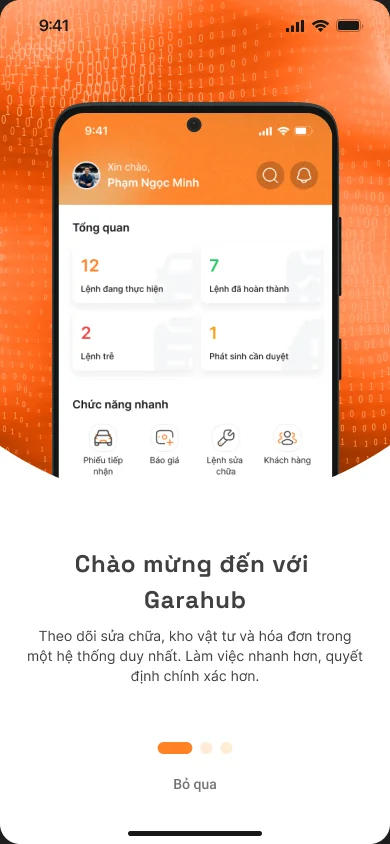 9:41
9:41
Xin chào,
Phạm Ngọc Minh
Tổng quan
12
Lệnh đang thực hiện
7
Lệnh đã hoàn thành
2
Lệnh trễ
1
Phát sinh cần duyệt
Chức năng nhanh
Phiếu tiếp
nhận
Báo giá
Lệnh sửa
chữa
Khách hàng
Chào mừng đến với
Garahub
Theo dõi sửa chữa, kho vật tư và hóa đơn trong
một hệ thống duy nhất. Làm việc nhanh hơn, quyết
định chính xác hơn.
Bỏ qua